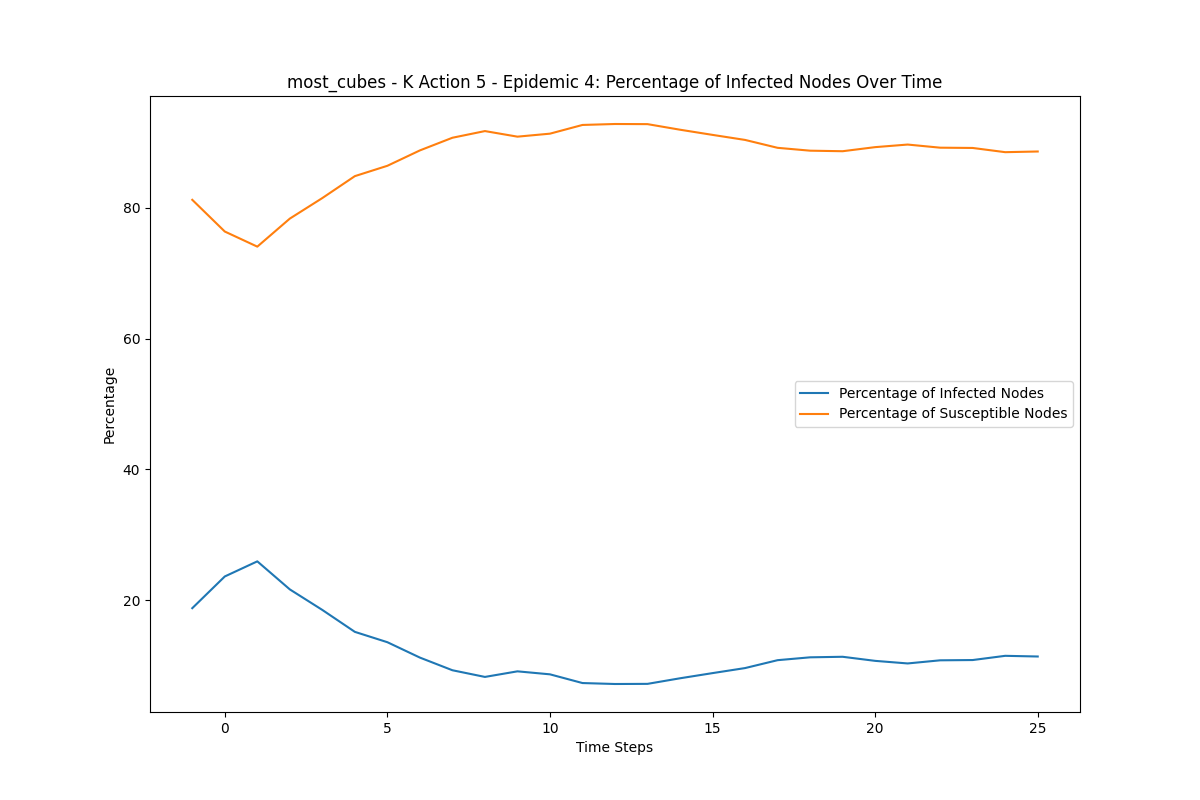 most_cubes - K Action 5 - Epidemic 4: Percentage of Infected Nodes Over Time
80
60
40
20
Percentage
Percentage of Infected Nodes
Percentage of Susceptible Nodes
0
5
10
15
20
25
Time Steps